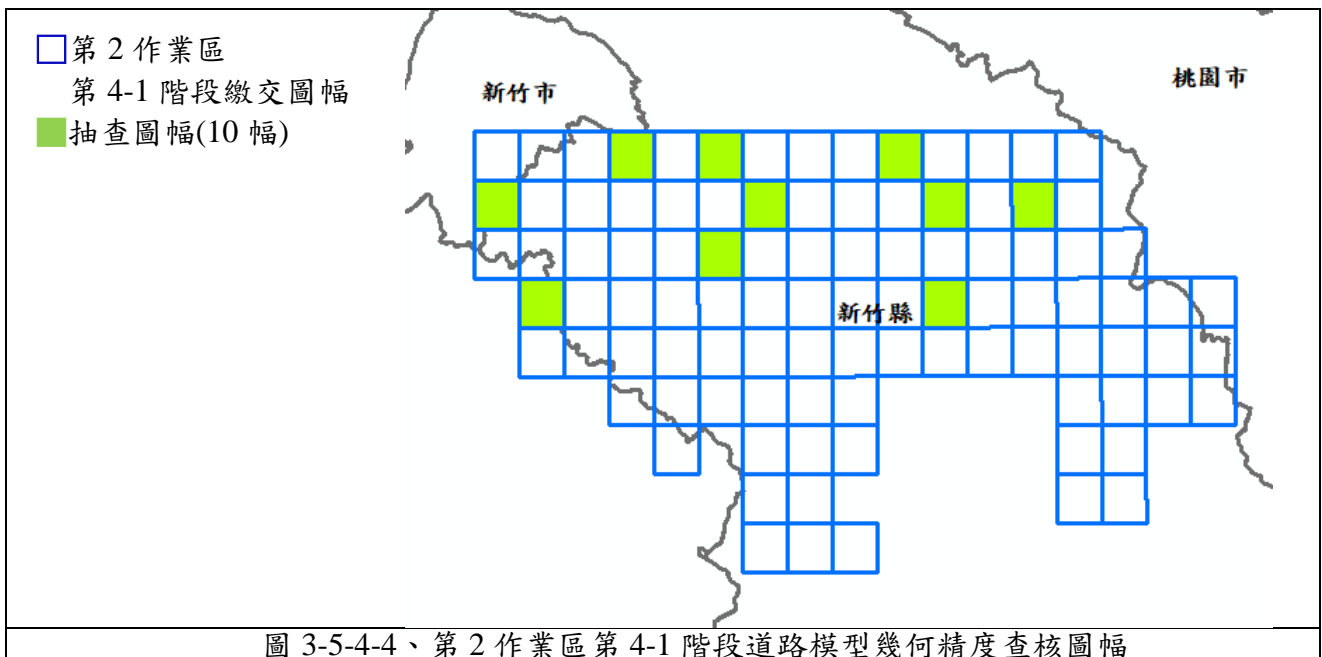 第 2 作業區
第 4-1 階段繳交圖幅
抽查圖幅(10 幅)
新竹市
桃園市
新竹縣
圖 3-5-4-4、第 2 作業區第 4-1 階段道路模型幾何精度查核圖幅